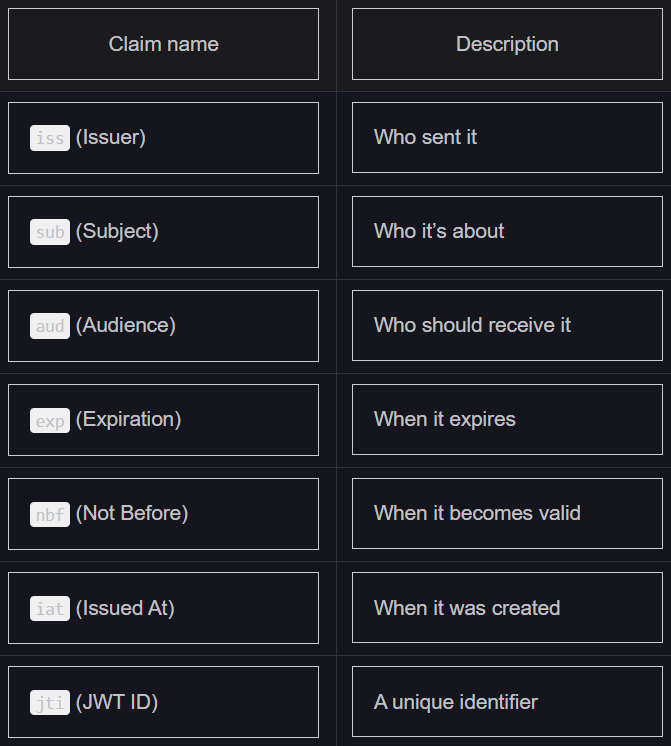 Claim name Description
iss (Issuer) Who sent it
sub (Subject) Who it’s about
aud (Audience) Who should receive it
exp (Expiration) When it expires
nbf (Not Before) When it becomes valid
iat (Issued At) When it was created
jti (JWT ID) A unique identifier